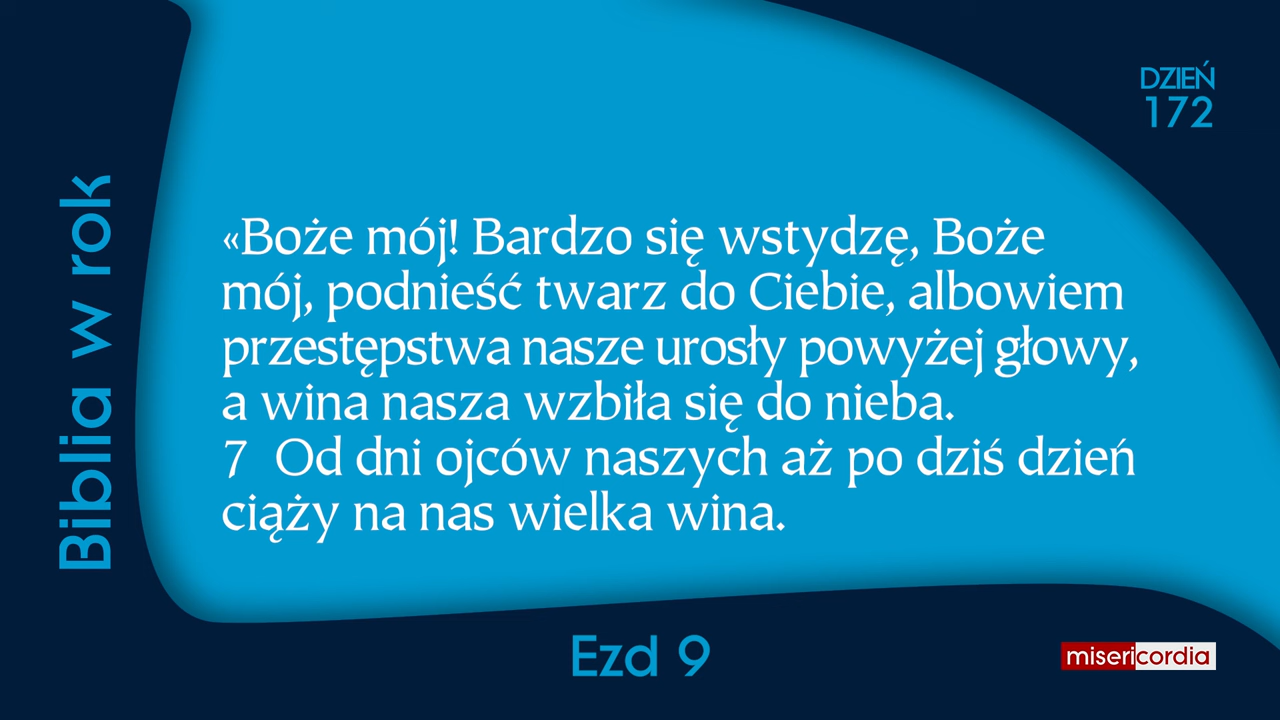 DZIEŃ
172
Biblia w rok
«Boże mój! Bardzo się wstydzę, Boże
mój, podnieść twarz do Ciebie, albowiem
przestępstwa nasze urosły powyżej głowy,
a wina nasza wzbiła się do nieba.
7 Od dni ojców naszych aż po dziś dzień
ciąży na nas wielka wina.
Ezd 9
misericordia